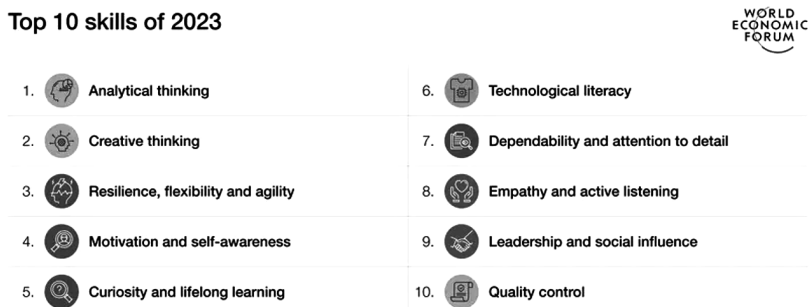 Top 10 skills of 2023
WORLD
ECONOMIC
FORUM
1. Analytical thinking
2. Creative thinking
3. Resilience, flexibility and agility
4. Motivation and self-awareness
5. Curiosity and lifelong learning
6. Technological literacy
7. Dependability and attention to detail
8. Empathy and active listening
9. Leadership and social influence
10. Quality control